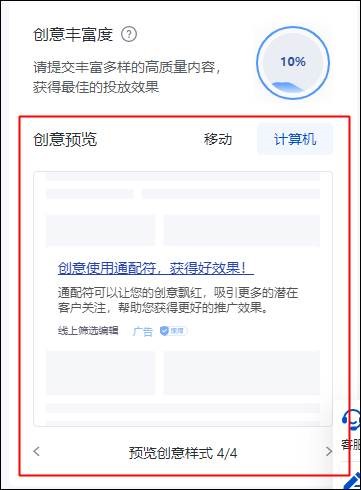 创意丰富度 ?
请提交丰富多样的高质量内容，
获得最佳的投放效果
10%
创意预览
移动
计算机
创意使用通配符，获得好效果！
通配符可以让您的创意飘红，吸引更多的潜在
客户关注，帮助您获得更好的推广效果。
线上筛选编辑 广告 保障
预览创意样式 4/4
客服